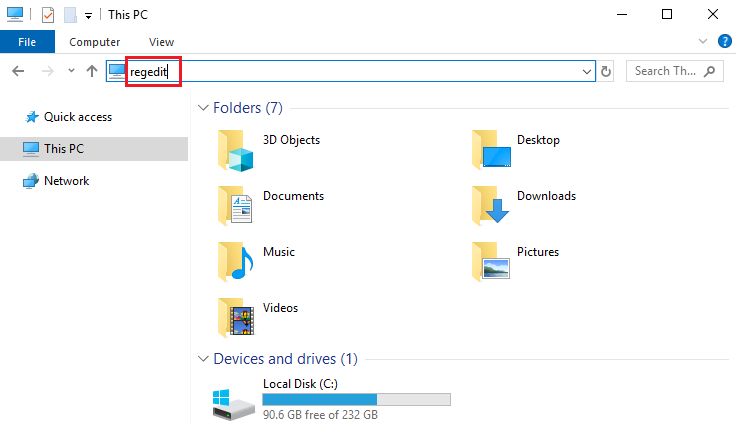 This PC
File Computer View
regedit Search Th...
Quick access
This PC
Network
Folders (7)
3D Objects Desktop
Documents Downloads
Music Pictures
Videos
Devices and drives (1)
Local Disk (C:)
90.6 GB free of 232 GB